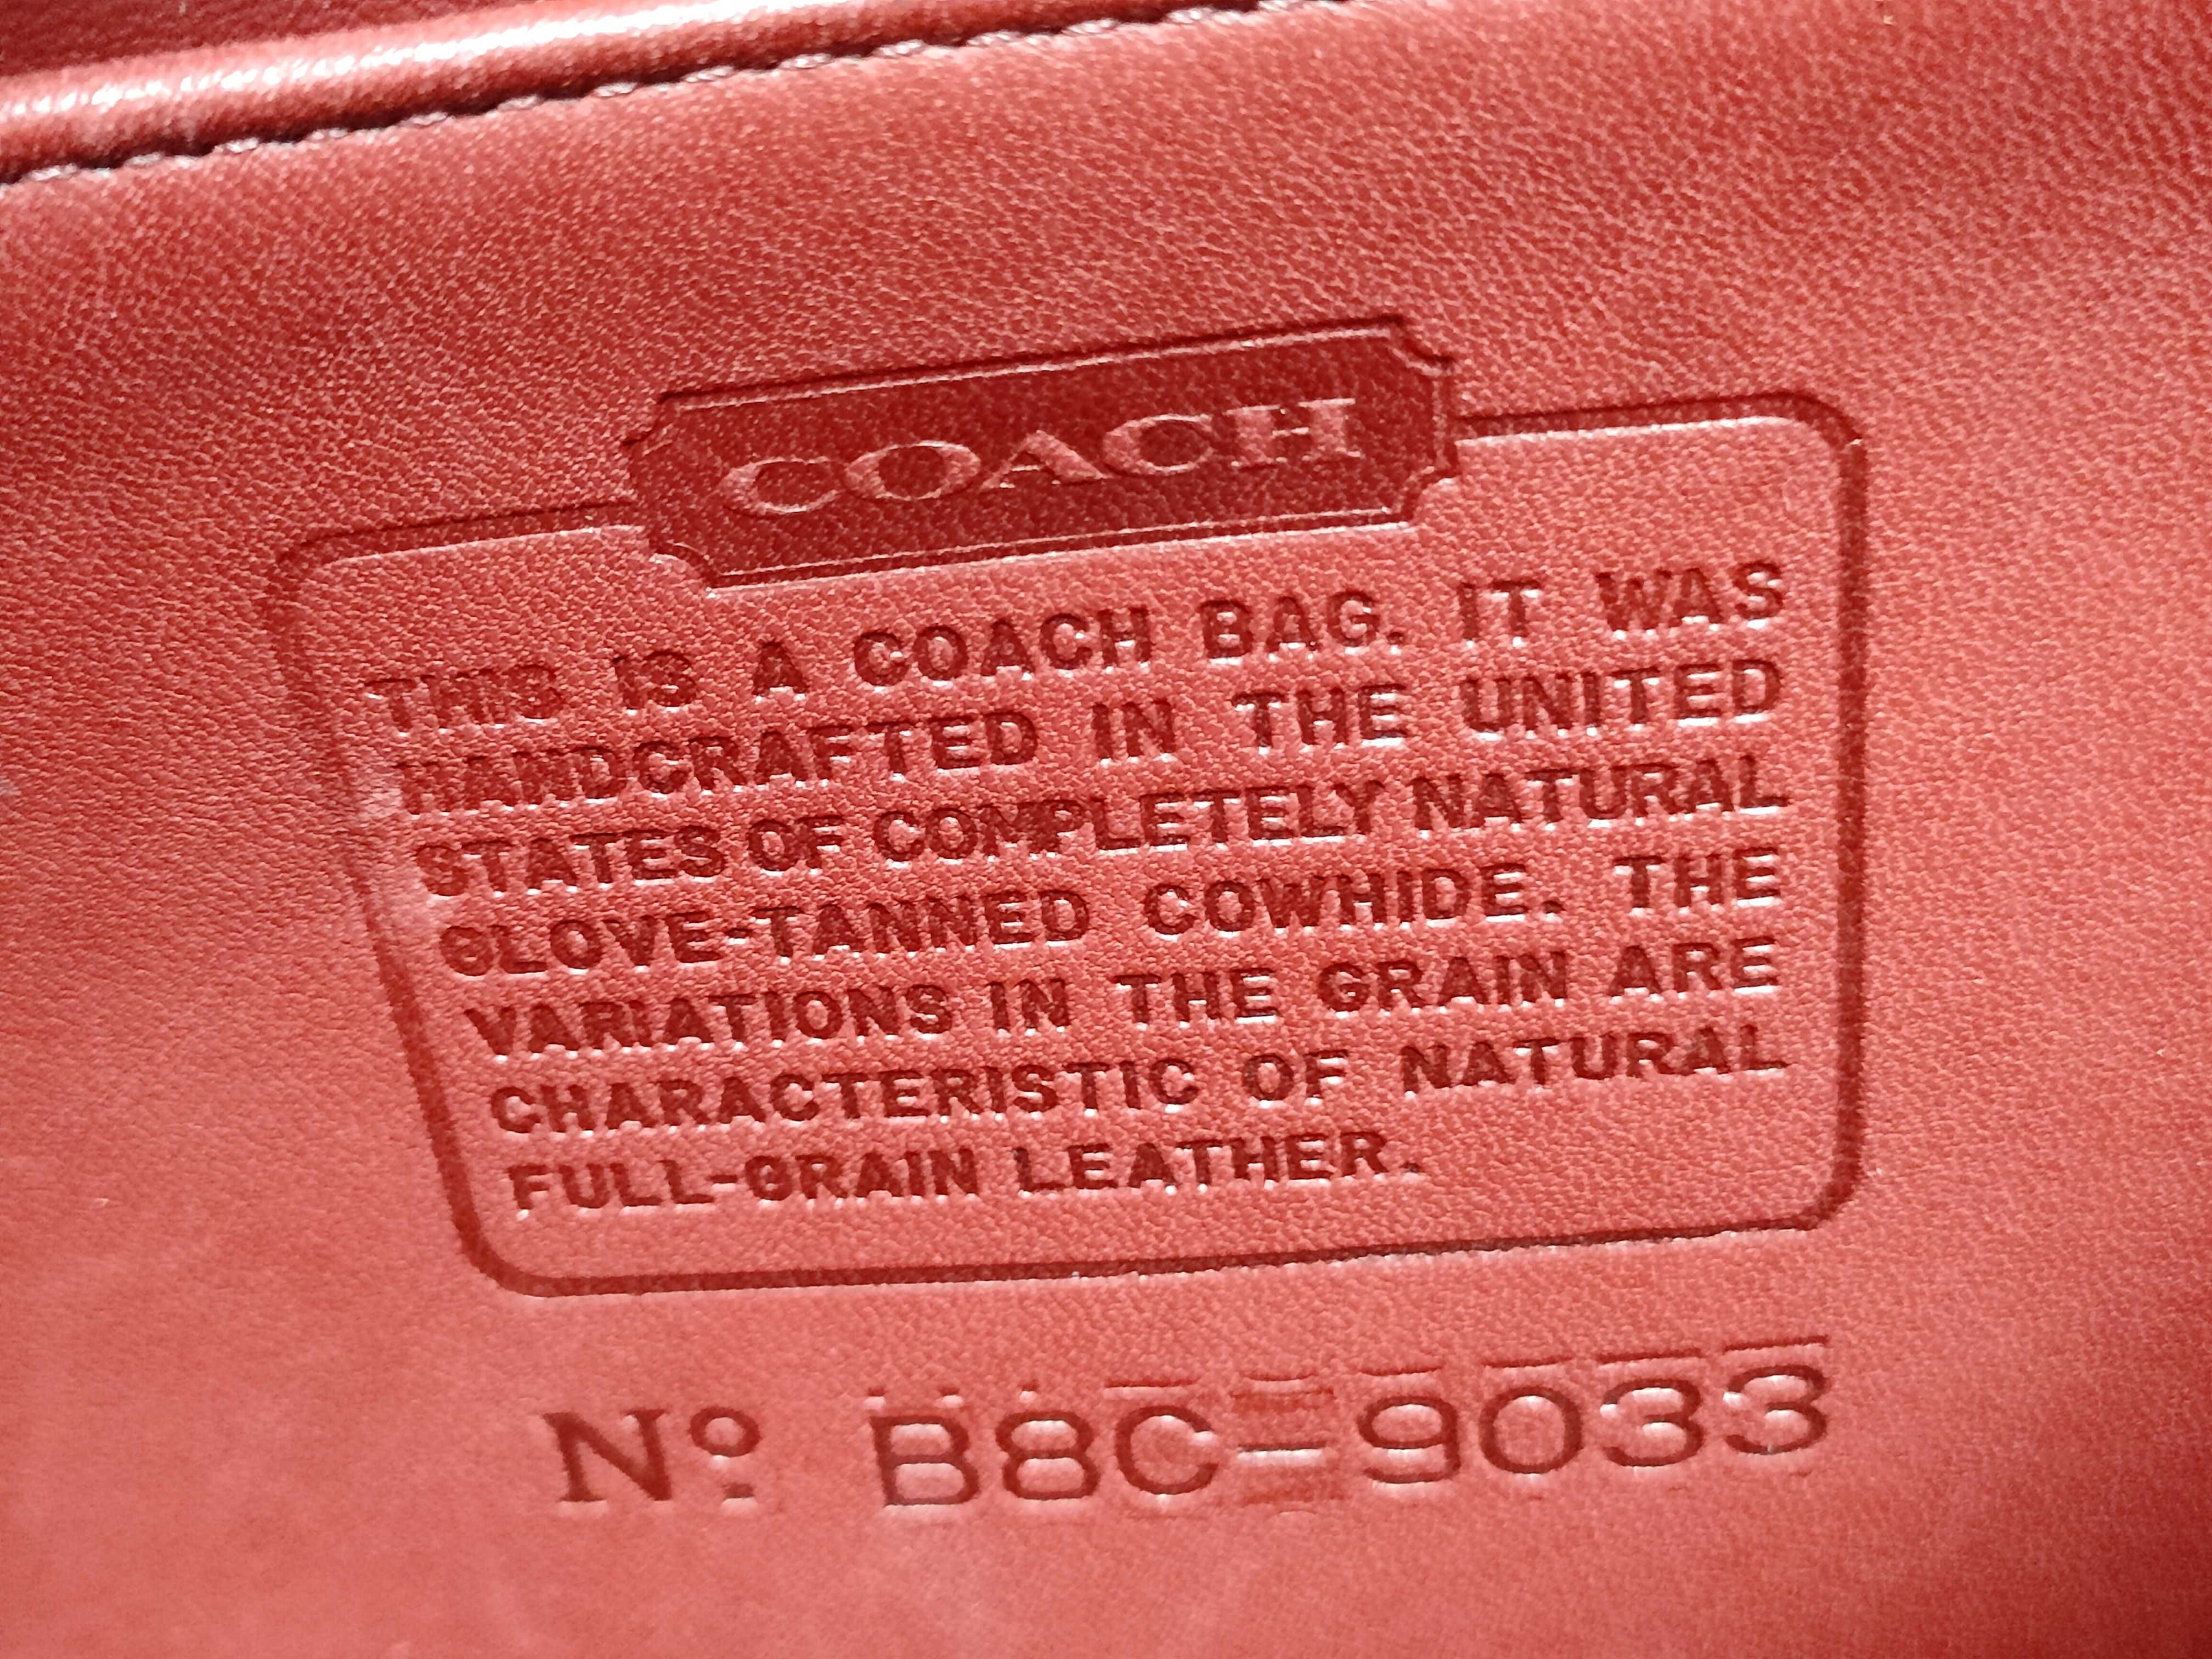 COACH
THIS IS A COACH BAG. IT WAS
HANDCRAFTED IN THE UNITED
STATES OF COMPLETELY NATURAL
GLOVE-TANNED COWHIDE. THE
VARIATIONS IN THE GRAIN ARE
CHARACTERISTIC OF NATURAL
FULL-GRAIN LEATHER.
Nº B8C-9033